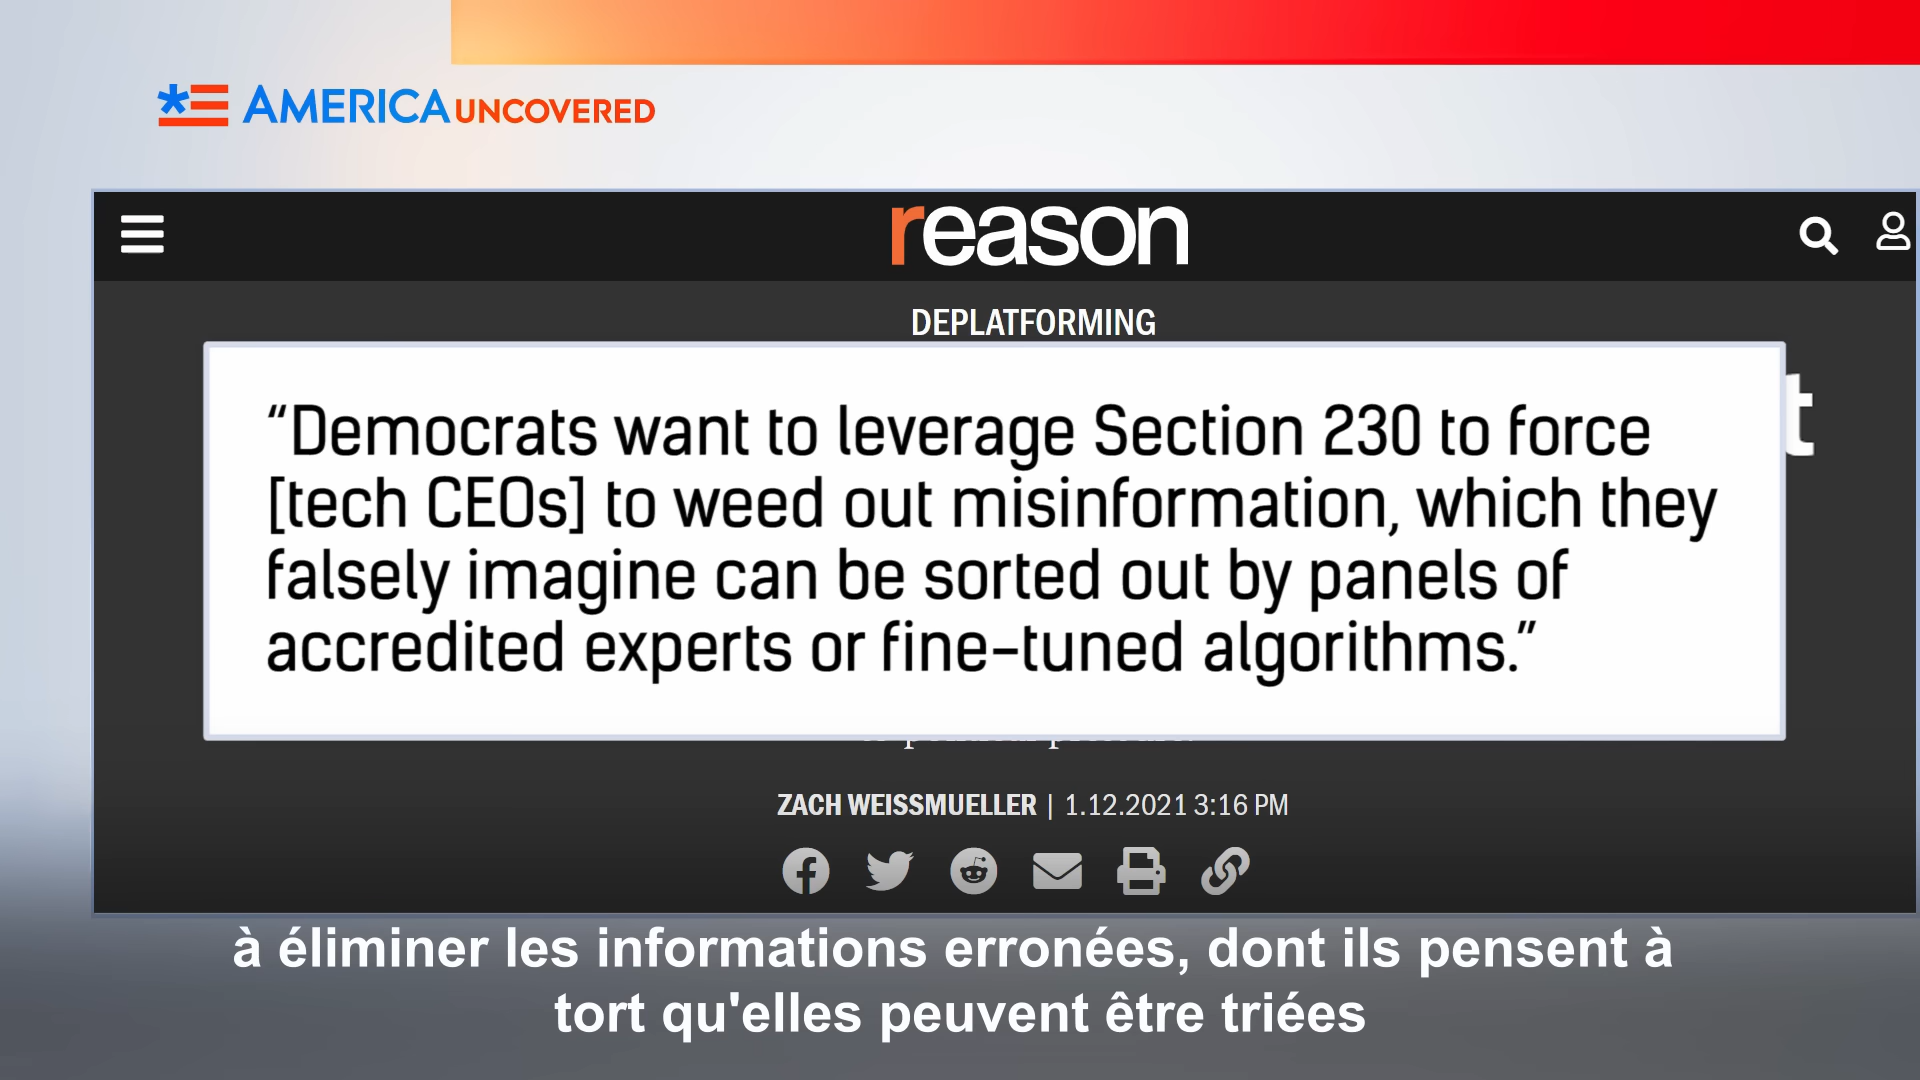 AMERICA UNCOVERED
reason
DEPLATFORMING
t
“Democrats want to leverage Section 230 to force
[tech CEOs] to weed out misinformation, which they
falsely imagine can be sorted out by panels of
accredited experts or fine-tuned algorithms.”
ZACH WEISSMUELLER | 1.12.2021 3:16 PM
à éliminer les informations erronées, dont ils pensent à
tort qu'elles peuvent être triées